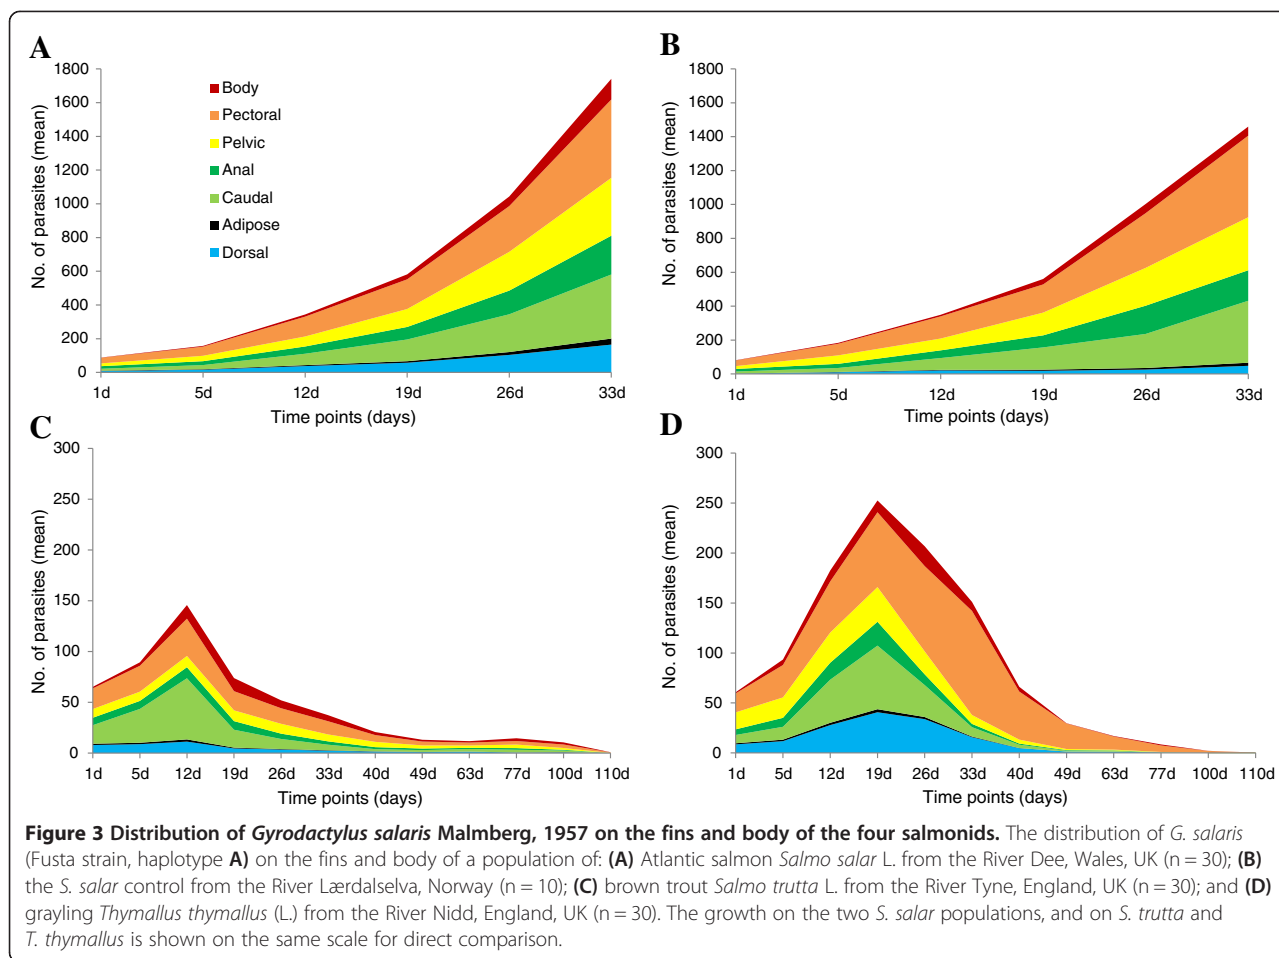 A
No. of parasites (mean)
1800
1600
1400
1200
1000
800
600
400
200
0
Body
Pectoral
Pelvic
Anal
Caudal
Adipose
Dorsal
1d 5d 12d 19d 26d 33d
Time points (days)
B
No. of parasites (mean)
1800
1600
1400
1200
1000
800
600
400
200
0
1d 5d 12d 19d 26d 33d
Time points (days)
C
No. of parasites (mean)
300
250
200
150
100
50
0
1d 5d 12d 19d 26d 33d 40d 49d 63d 77d 100d 110d
Time points (days)
D
No. of parasites (mean)
300
250
200
150
100
50
0
1d 5d 12d 19d 26d 33d 40d 49d 63d 77d 100d 110d
Time points (days)
Figure 3 Distribution of Gyrodactylus salaris Malmberg, 1957 on the fins and body of the four salmonids. The distribution of G. salaris
(Fusta strain, haplotype A) on the fins and body of a population of: (A) Atlantic salmon Salmo salar L. from the River Dee, Wales, UK (n = 30); (B)
the S. salar control from the River Lærdalselva, Norway (n = 10); (C) brown trout Salmo trutta L. from the River Tyne, England, UK (n = 30); and (D)
grayling Thymallus thymallus (L.) from the River Nidd, England, UK (n = 30). The growth on the two S. salar populations, and on S. trutta and
T. thymallus is shown on the same scale for direct comparison.